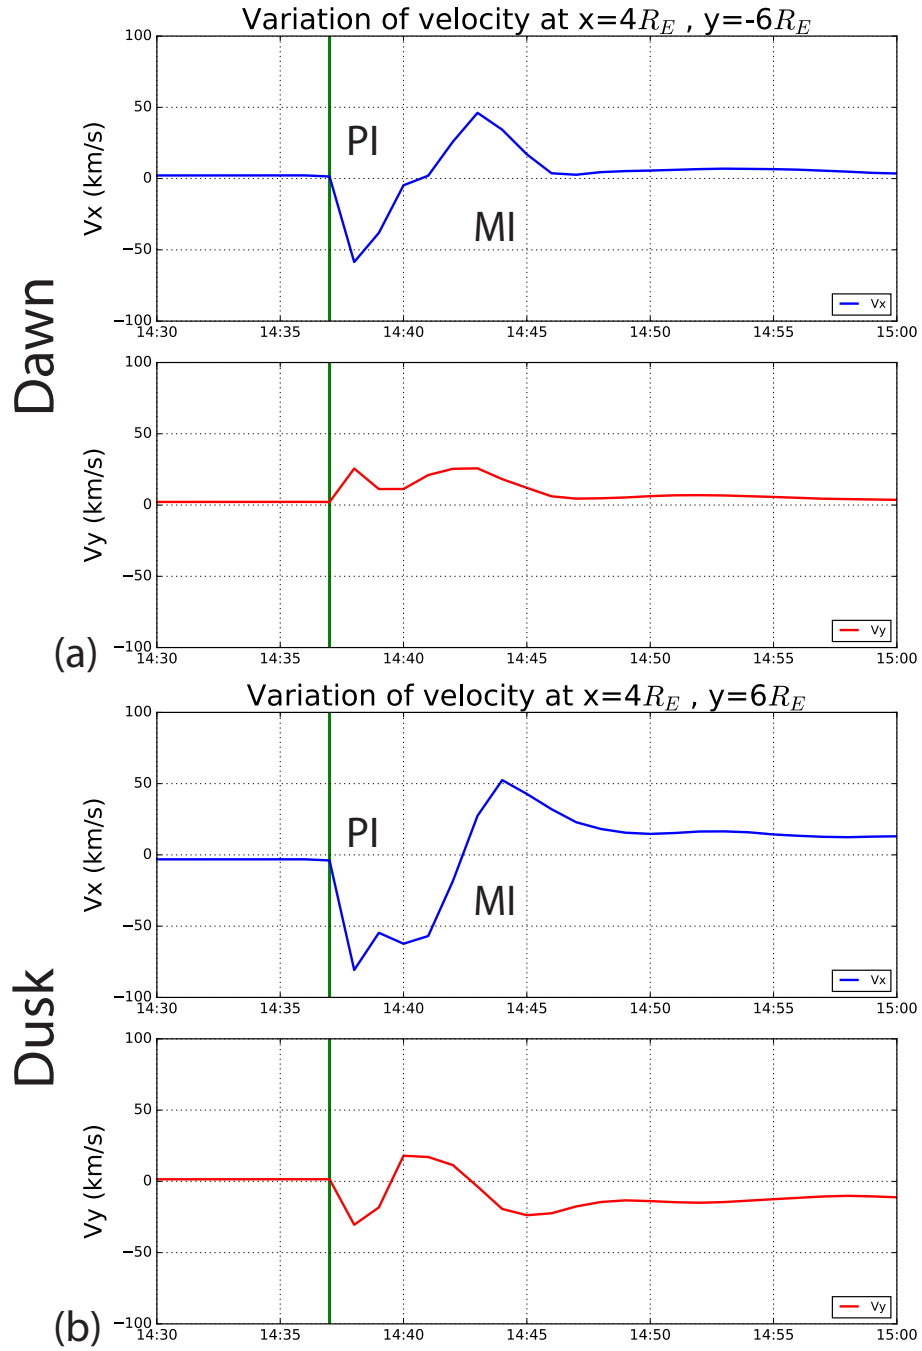 Variation of velocity at x=4R_E , y=-6R_E
100
50
0
−50
−100
Vx (km/s)
PI
MI
Vx
14:30 14:35 14:40 14:45 14:50 14:55 15:00
Dawn
100
50
0
−50
−100
Vy (km/s)
Vy
14:30 14:35 14:40 14:45 14:50 14:55 15:00
(a)
Variation of velocity at x=4R_E , y=6R_E
100
50
0
−50
−100
Vx (km/s)
PI
MI
Vx
14:30 14:35 14:40 14:45 14:50 14:55 15:00
Dusk
100
50
0
−50
−100
Vy (km/s)
Vy
14:30 14:35 14:40 14:45 14:50 14:55 15:00
(b)